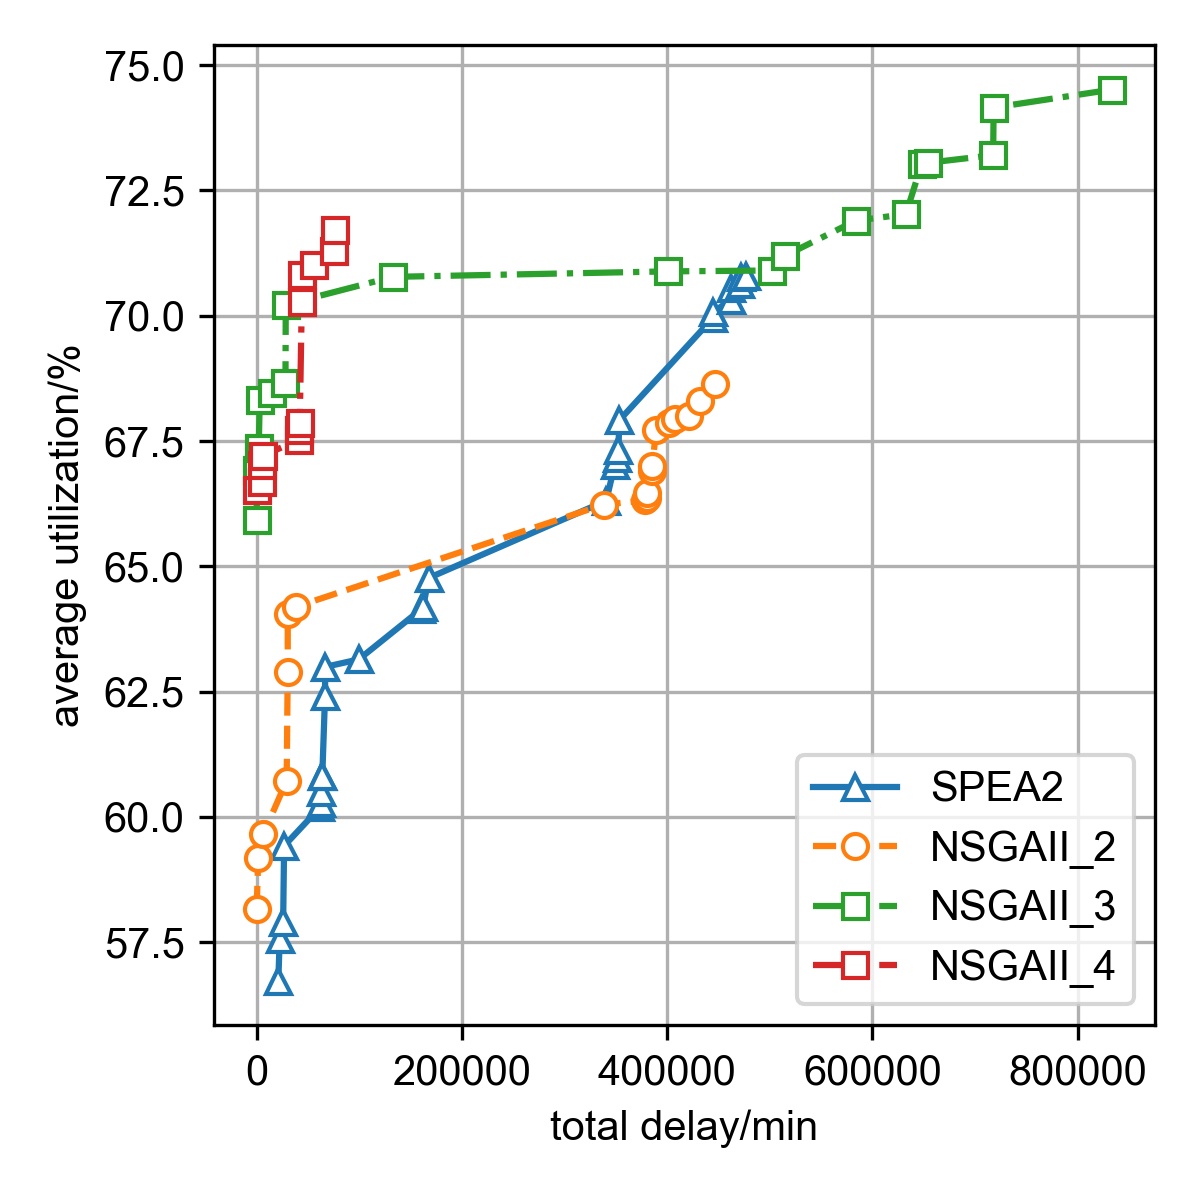 75.0
72.5
70.0
67.5
65.0
62.5
60.0
57.5
average utilization/%
0 200000 400000 600000 800000
total delay/min
SPEA2
NSGAII_2
NSGAII_3
NSGAII_4